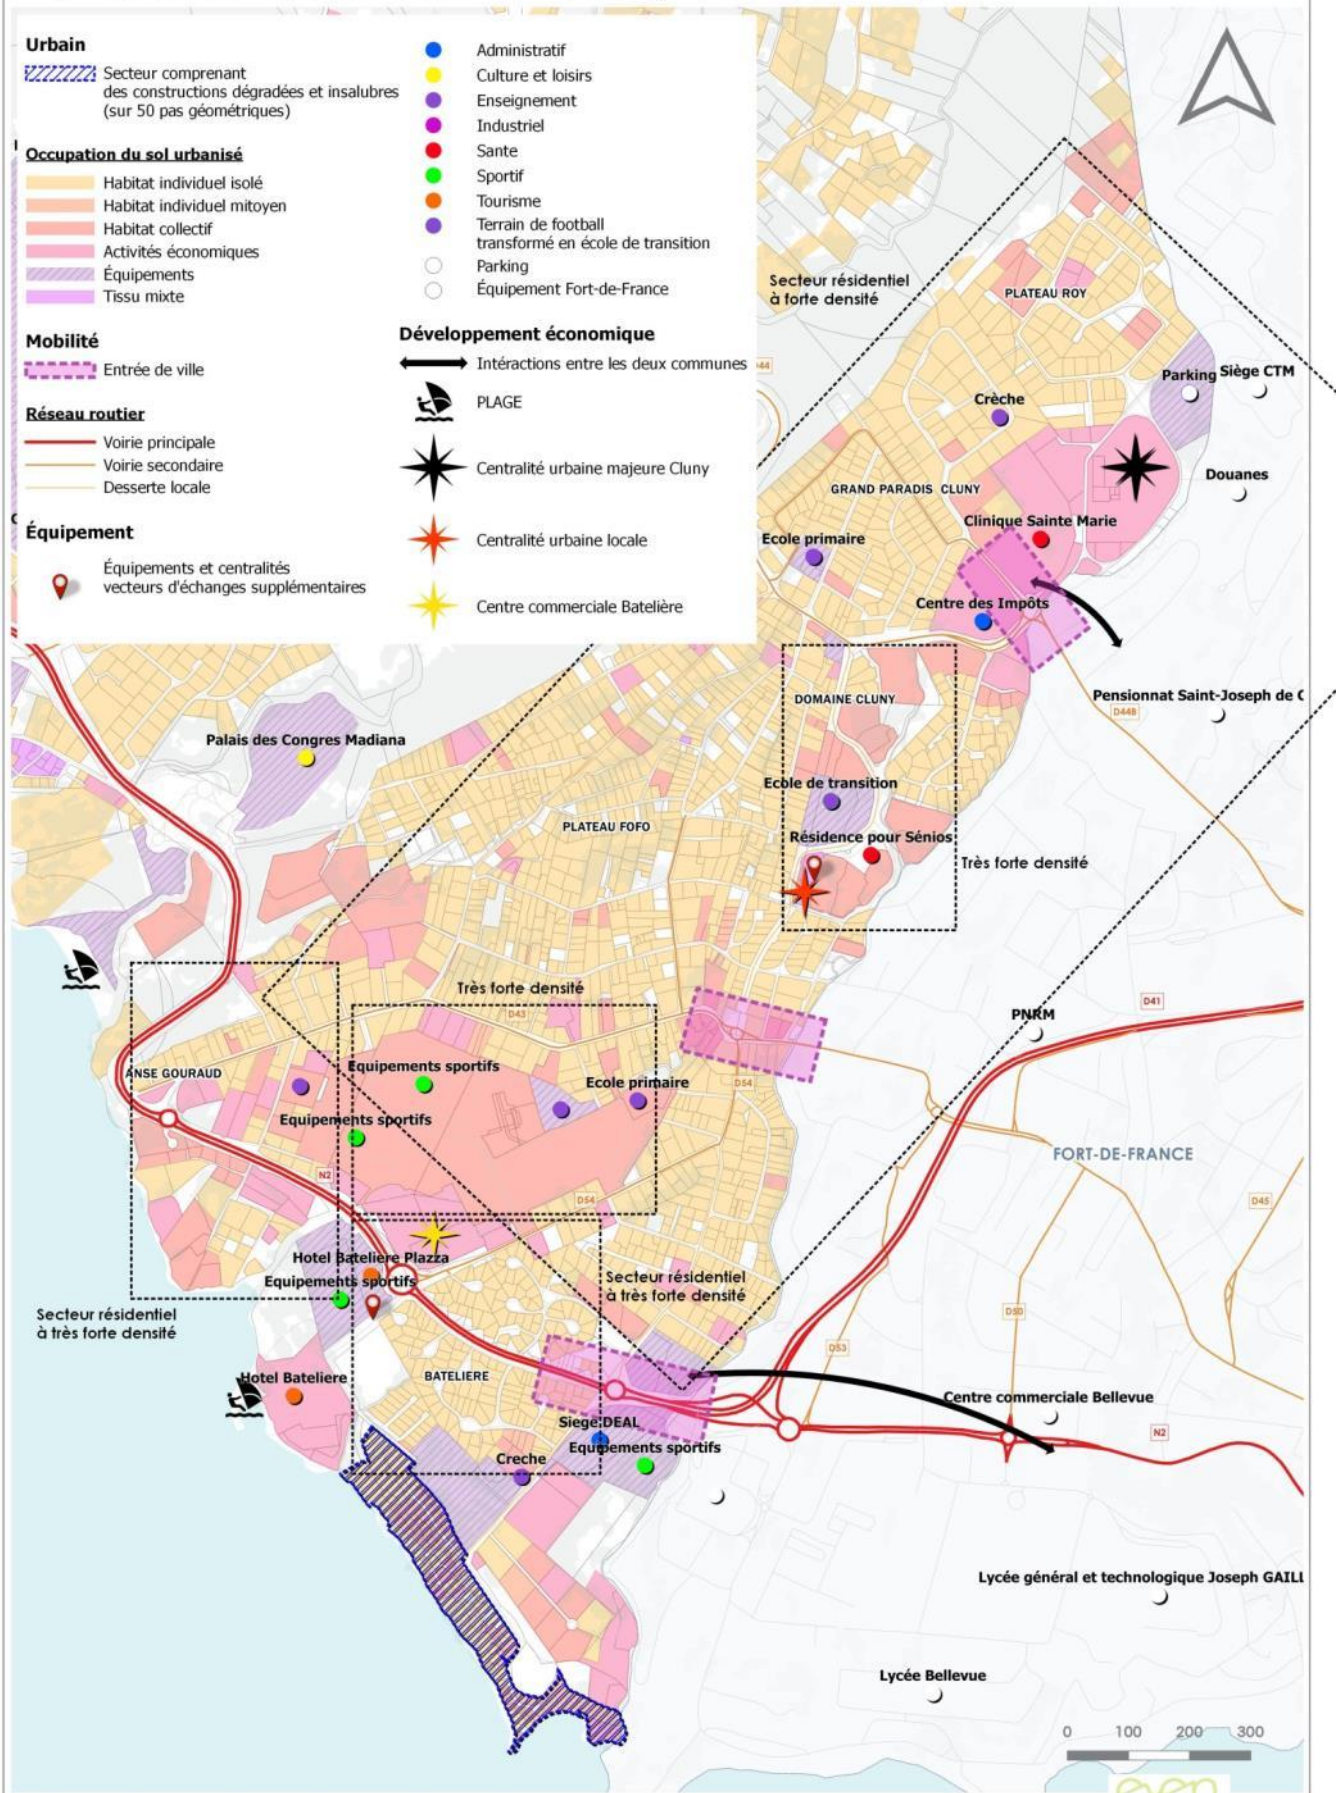 Urbain
Secteur comprenant
des constructions dégradées et insalubres
(sur 50 pas géométriques)
Occupation du sol urbanisé
Habitat individuel isolé
Habitat individuel mitoyen
Habitat collectif
Activités économiques
Équipements
Tissu mixte
Mobilité
Entrée de ville
Réseau routier
Voirie principale
Voirie secondaire
Desserte locale
Équipement
Équipements et centralités
vecteurs d'échanges supplémentaires
Administratif
Culture et loisirs
Enseignement
Industriel
Sante
Sportif
Tourisme
Terrain de football
transformé en école de transition
Parking
Équipement Fort-de-France
Développement économique
Intéractions entre les deux communes
PLAGE
Centralité urbaine majeure Cluny
Centralité urbaine locale
Centre commerciale Batelière
Secteur résidentiel
à forte densité
PLATEAU ROY
Parking
Siège CTM
Crèche
Douanes
GRAND PARADIS CLUNY
Clinique Sainte Marie
Ecole primaire
Centre des Impôts
DOMAINE CLUNY
Pensionnat Saint-Joseph de C
D44B
Palais des Congres Madiana
Ecole de transition
PLATEAU FOFO
Résidence pour Sénios
Très forte densité
Très forte densité
D43
D41
PNRM
ANSE GOURAUD
Equipements sportifs
Ecole primaire
D54
Equipements sportifs
FORT-DE-FRANCE
N2
D54
D45
Hotel Bateliere Plazza
Equipements sportifs
Secteur résidentiel
à très forte densité
Secteur résidentiel
à très forte densité
D50
D53
Hotel Bateliere
BATELIERE
Centre commerciale Bellevue
Siege DEAL
Equipements sportifs
N2
Creche
Lycée général et technologique Joseph GAILL
Lycée Bellevue
0 100 200 300
even